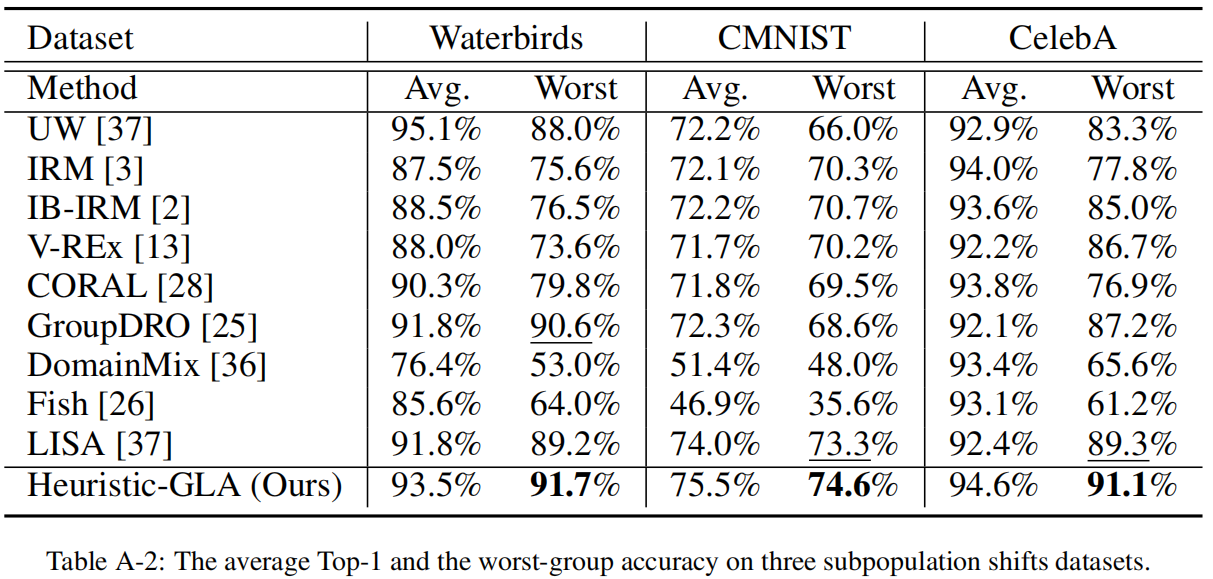 Dataset Waterbirds CMNIST CelebA
Method Avg. Worst Avg. Worst Avg. Worst
UW [37] 95.1% 88.0% 72.2% 66.0% 92.9% 83.3%
IRM [3] 87.5% 75.6% 72.1% 70.3% 94.0% 77.8%
IB-IRM [2] 88.5% 76.5% 72.2% 70.7% 93.6% 85.0%
V-REx [13] 88.0% 73.6% 71.7% 70.2% 92.2% 86.7%
CORAL [28] 90.3% 79.8% 71.8% 69.5% 93.8% 76.9%
GroupDRO [25] 91.8% 90.6% 72.3% 68.6% 92.1% 87.2%
DomainMix [36] 76.4% 53.0% 51.4% 48.0% 93.4% 65.6%
Fish [26] 85.6% 64.0% 46.9% 35.6% 93.1% 61.2%
LISA [37] 91.8% 89.2% 74.0% 73.3% 92.4% 89.3%
Heuristic-GLA (Ours) 93.5% 91.7% 75.5% 74.6% 94.6% 91.1%
Table A-2: The average Top-1 and the worst-group accuracy on three subpopulation shifts datasets.